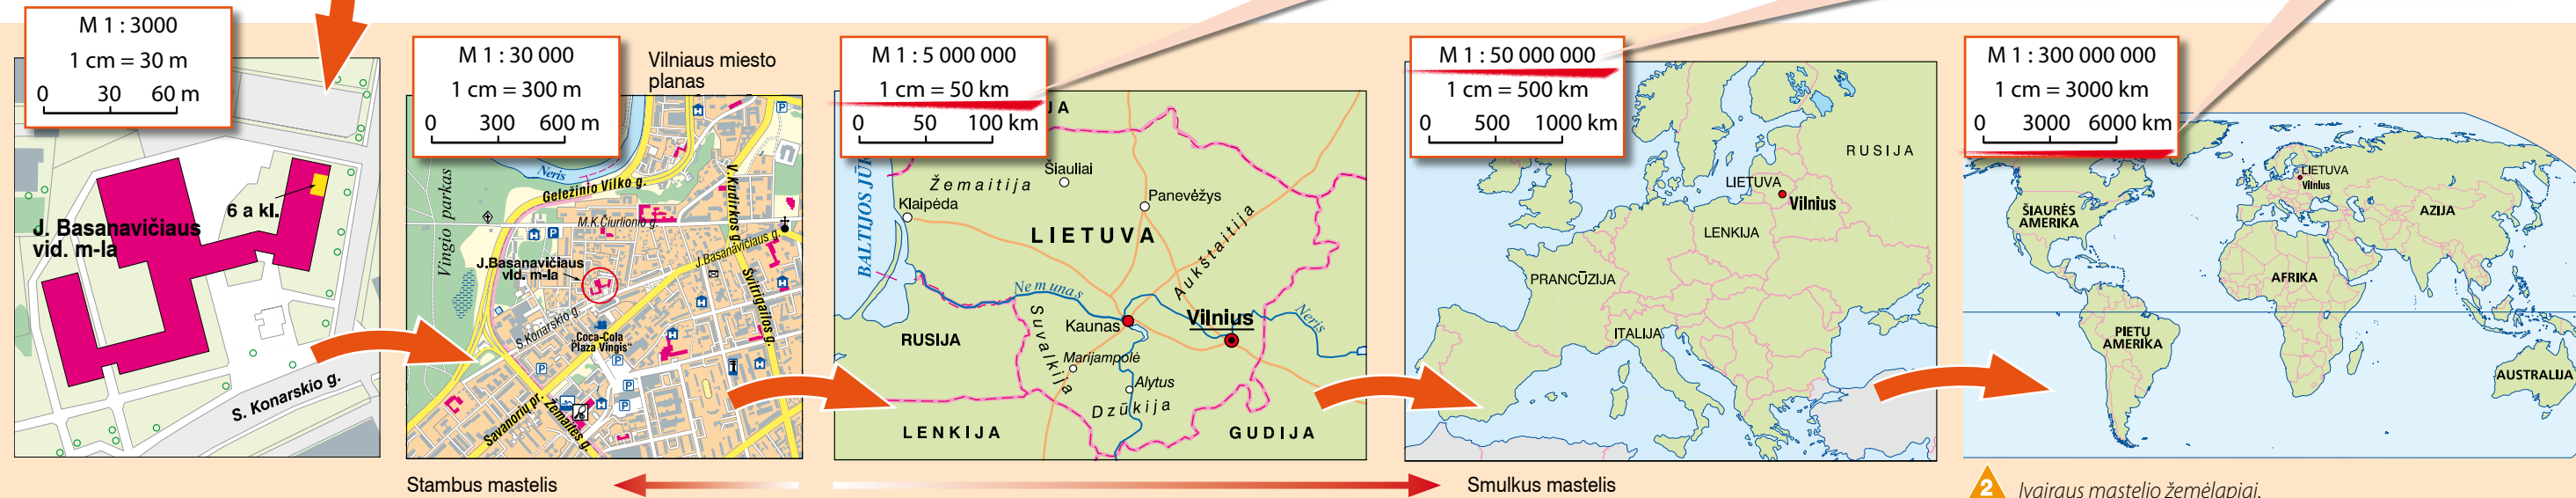 M 1 : 3000
1 cm = 30 m
0 30 60 m
6 a kl.
J. Basanavičiaus
vid. m-la
S. Konarskio g.
M 1 : 30 000
1 cm = 300 m
0 300 600 m
Vilniaus miesto
planas
Neris
Geležinio Vilko g.
Vingio parkas
M.K.Čiurlionio g.
V.Kudirkos g.
J.Basanavičiaus g.
J.Basanavičiaus
vid. m-la
S.Konarskio g.
Švitrigailos g.
"Coca-Cola
Plaza Vingis"
Savanorių pr.
Žemaitės g.
M 1 : 5 000 000
1 cm = 50 km
0 50 100 km
JA
BALTIJOS JŪR
Šiauliai
Žemaitija
Panevėžys
Klaipėda
LIETUVA
Aukštaitija
Nemunas
Suvalkija
Kaunas
Vilnius
Neris
RUSIJA
Marijampolė
Alytus
Dzūkija
LENKIJA
GUDIJA
M 1 : 50 000 000
1 cm = 500 km
0 500 1000 km
RUSIJA
LIETUVA
Vilnius
LENKIJA
PRANCŪZIJA
ITALIJA
M 1 : 300 000 000
1 cm = 3000 km
0 3000 6000 km
LIETUVA
Vilnius
ŠIAURĖS
AMERIKA
AZIJA
AFRIKA
PIETŲ
AMERIKA
AUSTRALIJA
Stambus mastelis
Smulkus mastelis
2 Įvairaus mastelio žemėlapiai.